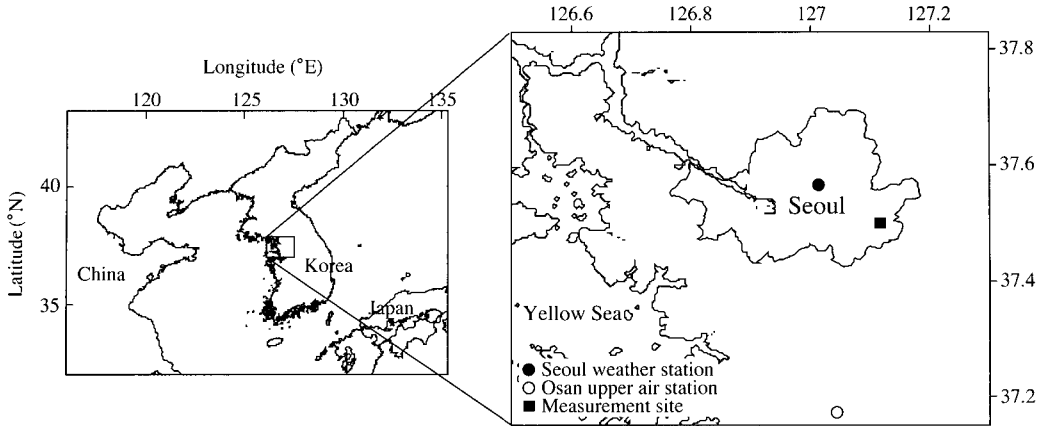 Longitude (°E)
120 125 130 135
40
35
Latitude (°N)
China
Korea
Japan
126.6 126.8 127 127.2
37.8
37.6
37.4
37.2
Seoul
Yellow Sea
Seoul weather station
Osan upper air station
Measurement site